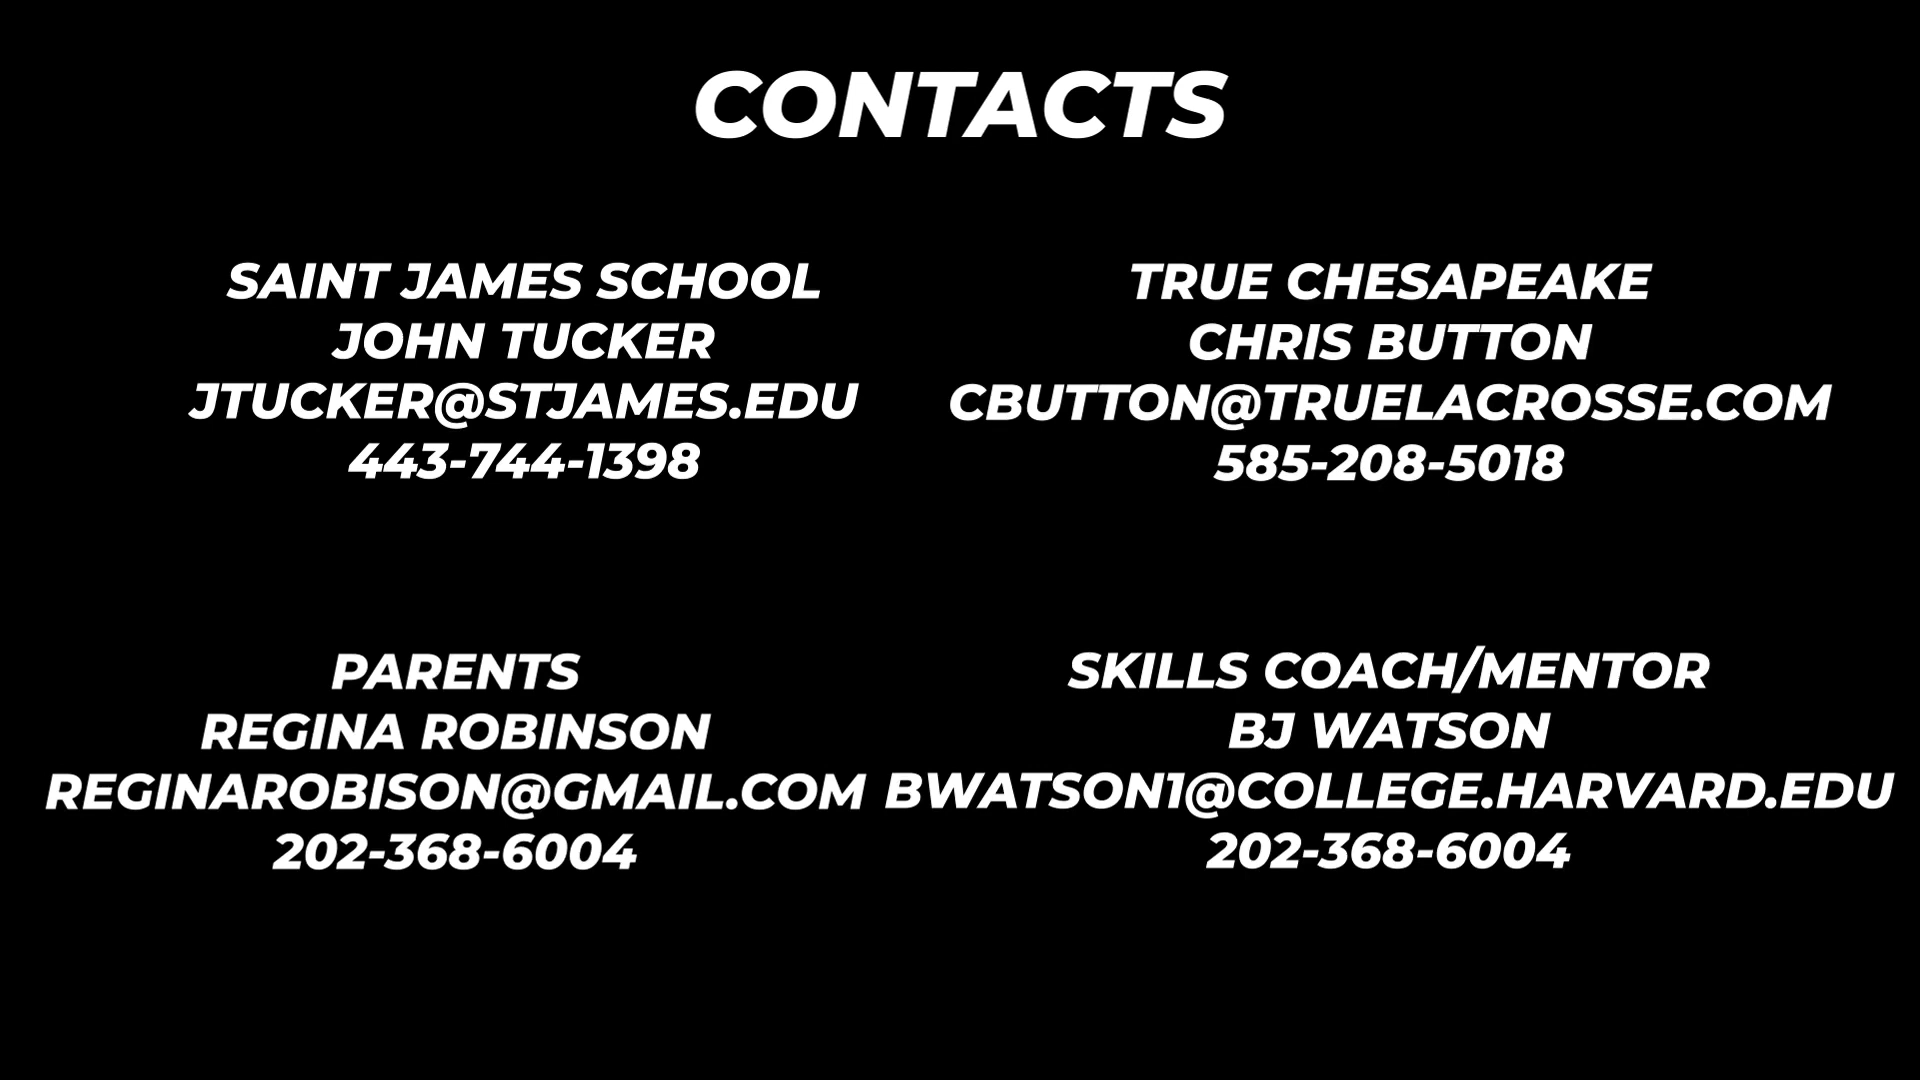 CONTACTS
SAINT JAMES SCHOOL
JOHN TUCKER
JTUCKER@STJAMES.EDU
443-744-1398
TRUE CHESAPEAKE
CHRIS BUTTON
CBUTTON@TRUELACROSSE.COM
585-208-5018
PARENTS
REGINA ROBINSON
REGINAROBISON@GMAIL.COM
202-368-6004
SKILLS COACH/MENTOR
BJ WATSON
BWATSON1@COLLEGE.HARVARD.EDU
202-368-6004